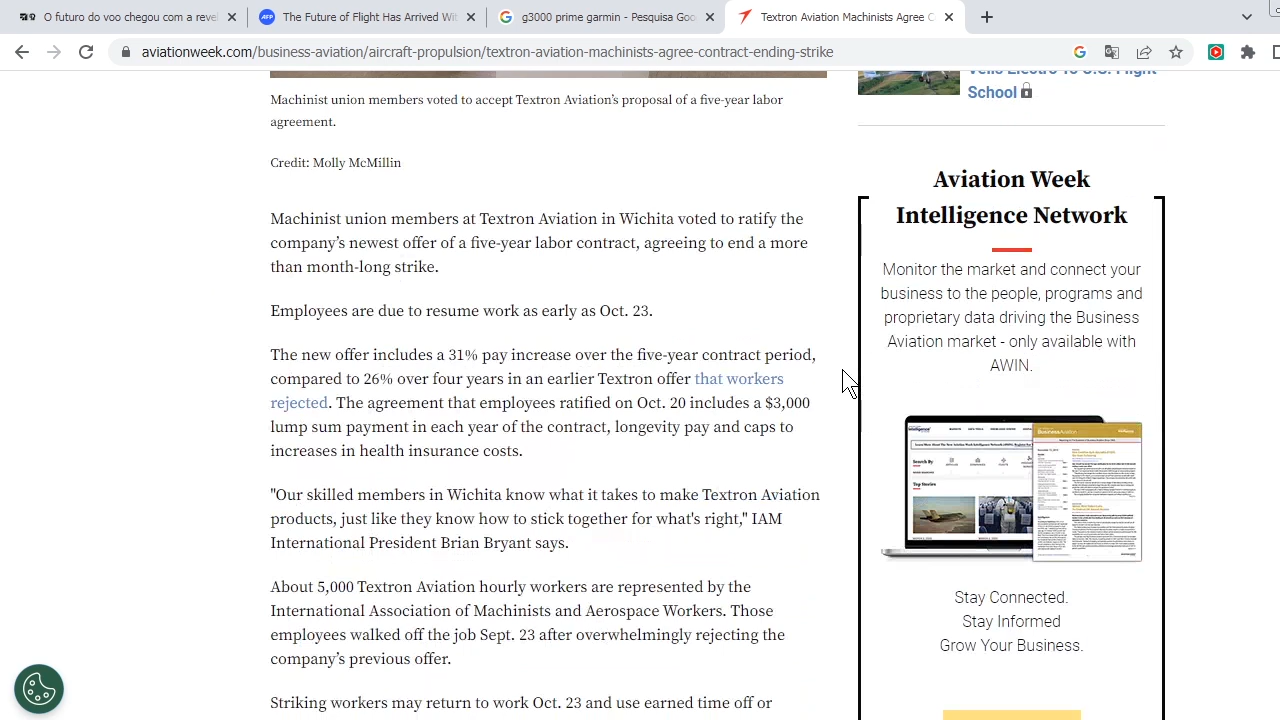 O futuro do voo chegou com a reve
The Future of Flight Has Arrived Wit
g3000 prime garmin - Pesquisa Goo
Textron Aviation Machinists Agree C
aviationweek.com/business-aviation/aircraft-propulsion/textron-aviation-machinists-agree-contract-ending-strike
Machinist union members voted to accept Textron Aviation's proposal of a five-year labor
agreement.
Credit: Molly McMillin
Machinist union members at Textron Aviation in Wichita voted to ratify the
company's newest offer of a five-year labor contract, agreeing to end a more
than month-long strike.
Employees are due to resume work as early as Oct. 23.
The new offer includes a 31% pay increase over the five-year contract period,
compared to 26% over four years in an earlier Textron offer that workers
rejected. The agreement that employees ratified on Oct. 20 includes a $3,000
lump sum payment in each year of the contract, longevity pay and caps to
in health costs.
"Our skilled in know what it takes to Textron
products, know how to for what's right," IAM
International President Brian Bryant says.
About 5,000 Textron Aviation hourly workers are represented by the
International Association of Machinists and Aerospace Workers. Those
employees walked off the job Sept. 23 after overwhelmingly rejecting the
company's previous offer.
Striking workers may return to work Oct. 23 and use earned time off or
Velis Electro To U.S. Flight
School
Aviation Week
Intelligence Network
Monitor the market and connect your
business to the people, programs and
proprietary data driving the Business
Aviation market - only available with
AWIN.
Search By
Top Stories
Stay Connected.
Stay Informed
Grow Your Business.